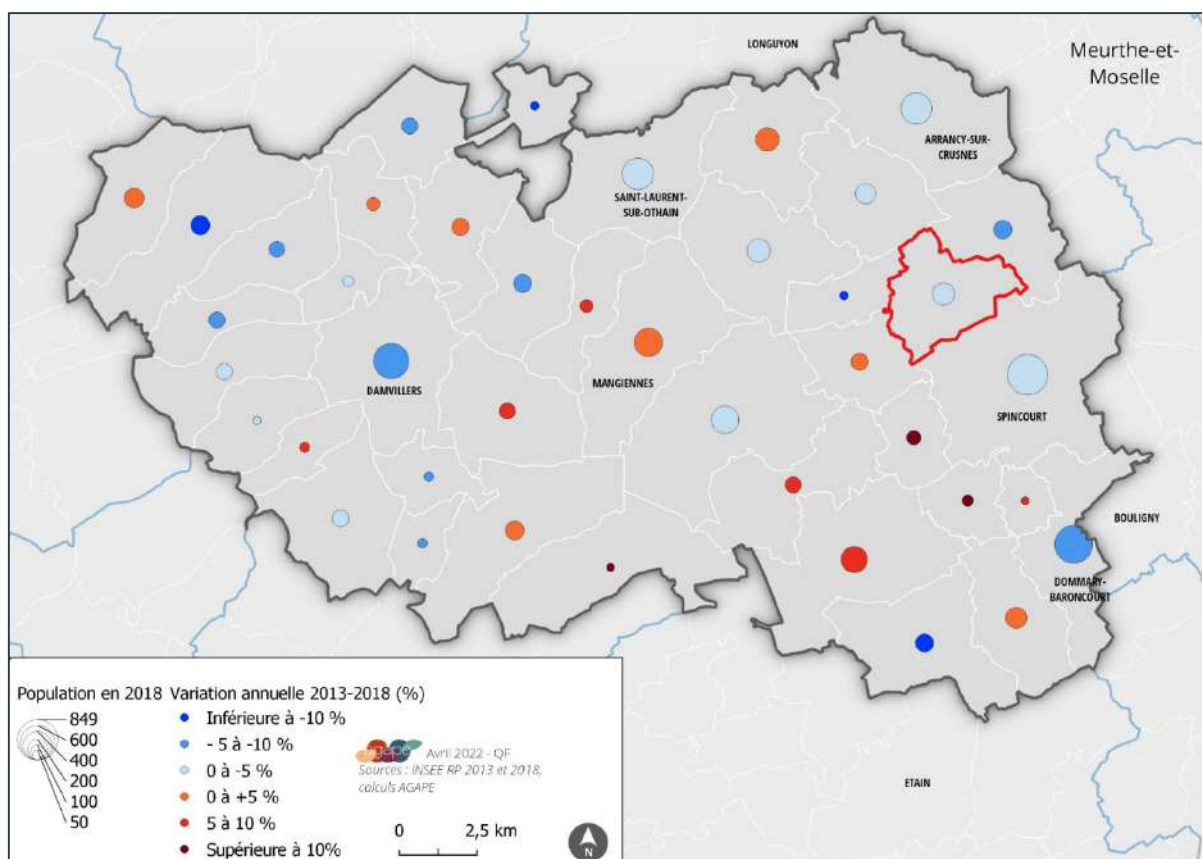 LONGUYON
Meurthe-et-
Moselle
ARRANCY-SUR-
CRUSNES
SAINT-LAURENT-
SUR-OTHAIN
DAMVILLERS
MANGIENNES
SPINCOURT
BOULIGNY
DOMMARY-
BARONCOURT
ETAIN
Population en 2018
849
600
400
200
100
50
Variation annuelle 2013-2018 (%)
Inférieure à -10 %
- 5 à -10 %
0 à -5 %
0 à +5 %
5 à 10 %
Supérieure à 10%
agape
Avril 2022 - QF
Sources : INSEE RP 2013 et 2018,
calculs AGAPE
0 2,5 km
N